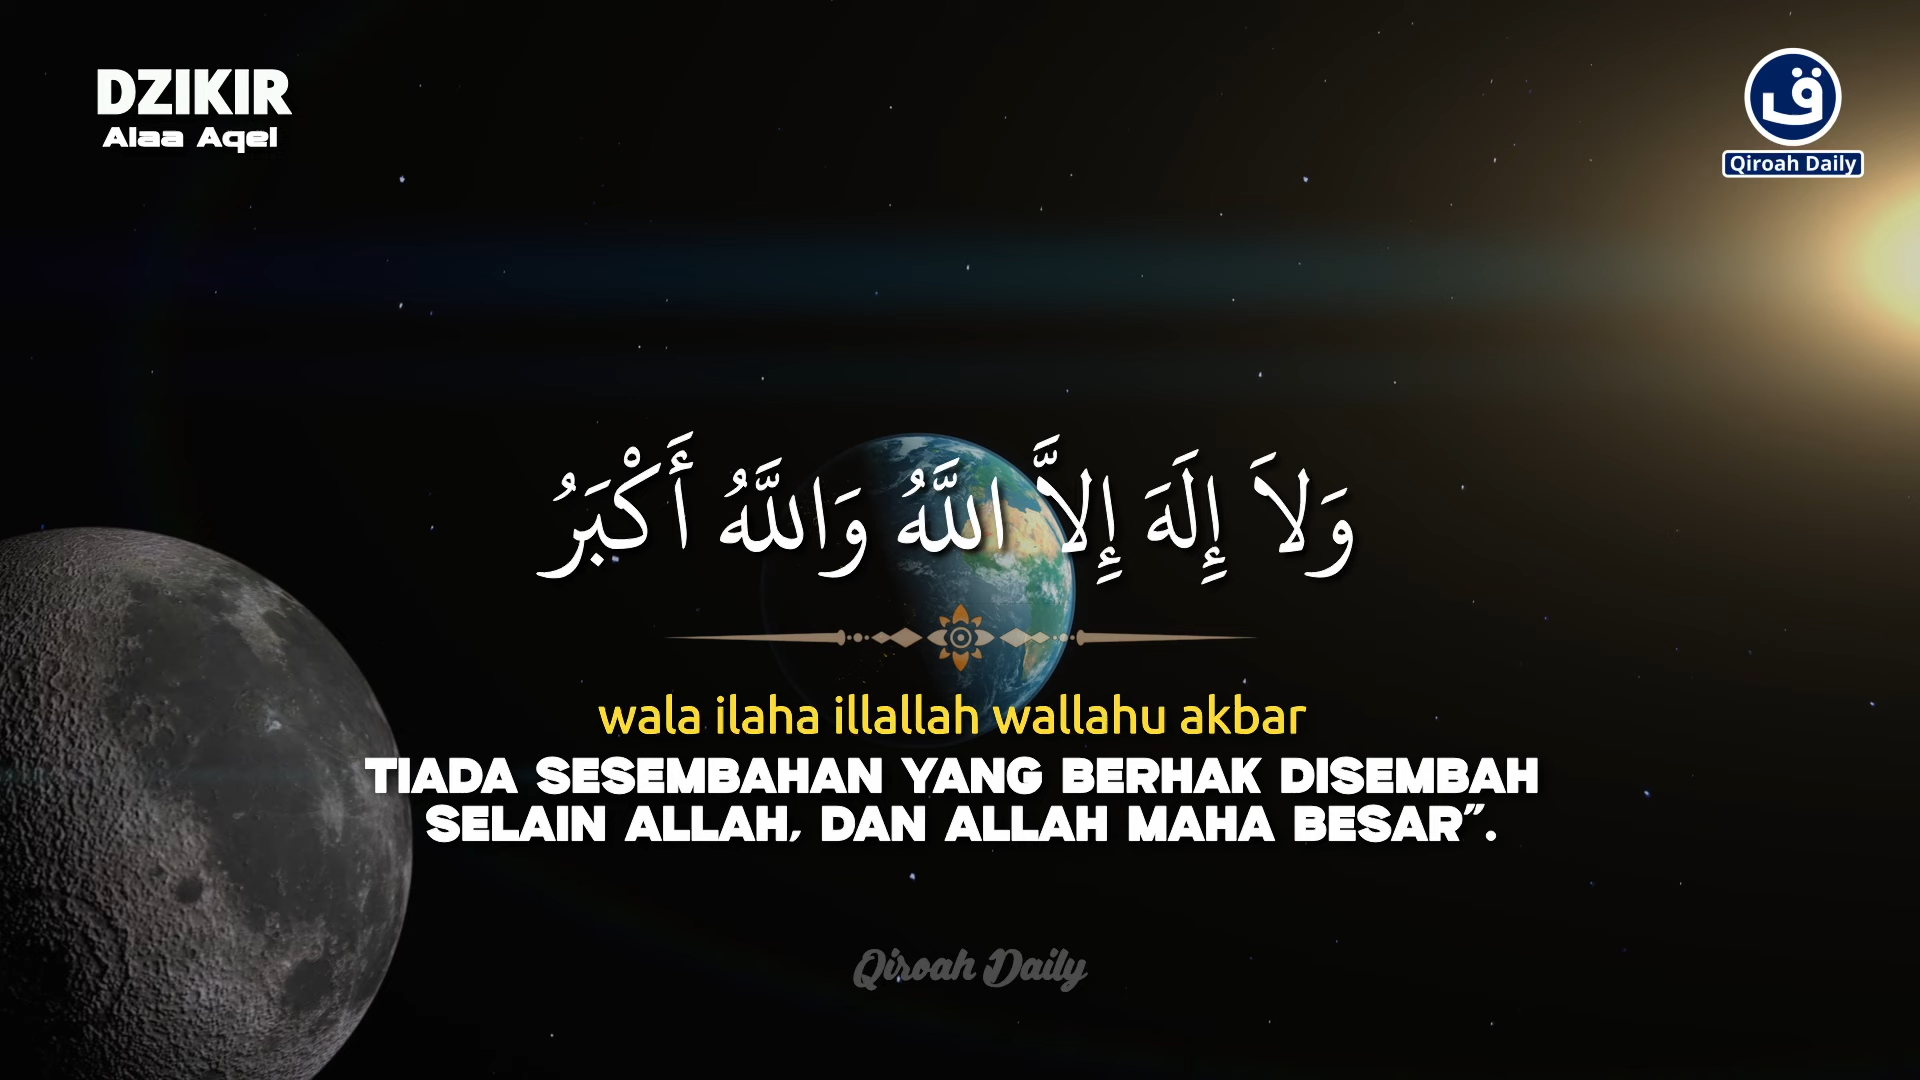 DZIKIR
Alaa Aqel
ق
Qiroah Daily
وَلاَ إِلَهَ إِلاَّ اللَّهُ وَاللَّهُ أَكْبَرُ
wala ilaha illallah wallahu akbar
TIADA SESEMBAHAN YANG BERHAK DISEMBAH
SELAIN ALLAH, DAN ALLAH MAHA BESAR”.
Qiroah Daily